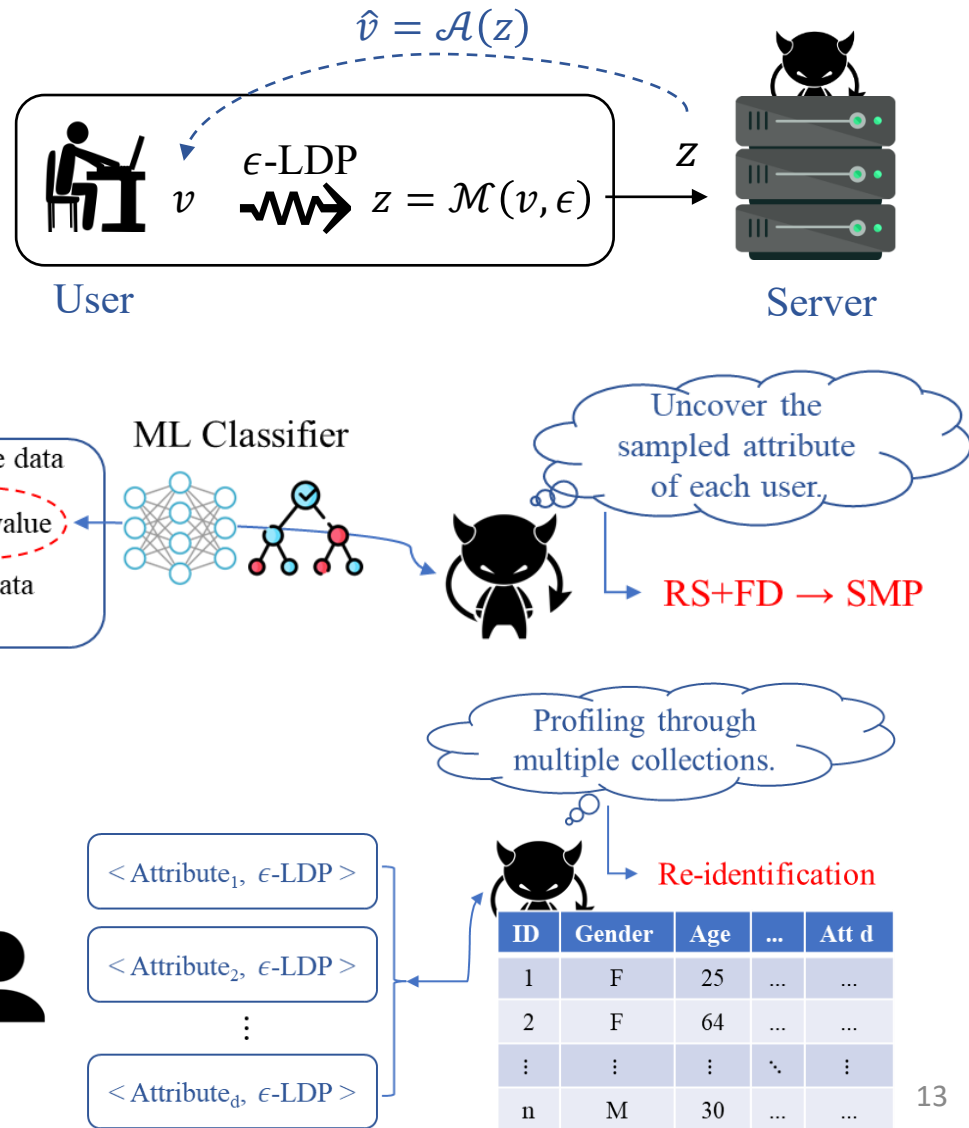 v̂ = 𝒜(z)
ϵ-LDP
v
z = ℳ(v, ϵ)
z
User
Server
Uncover the
sampled attribute
of each user.
ML Classifier
data
value
RS+FD → SMP
Profiling through
multiple collections.
Re-identification
< Attribute₁, ϵ-LDP >
< Attribute₂, ϵ-LDP >
⋮
< Attribute_d, ϵ-LDP >
ID Gender Age ... Att d
1 F 25 ... ...
2 F 64 ... ...
⋮ ⋮ ⋮ ⋱ ⋮
n M 30 ... ...
13